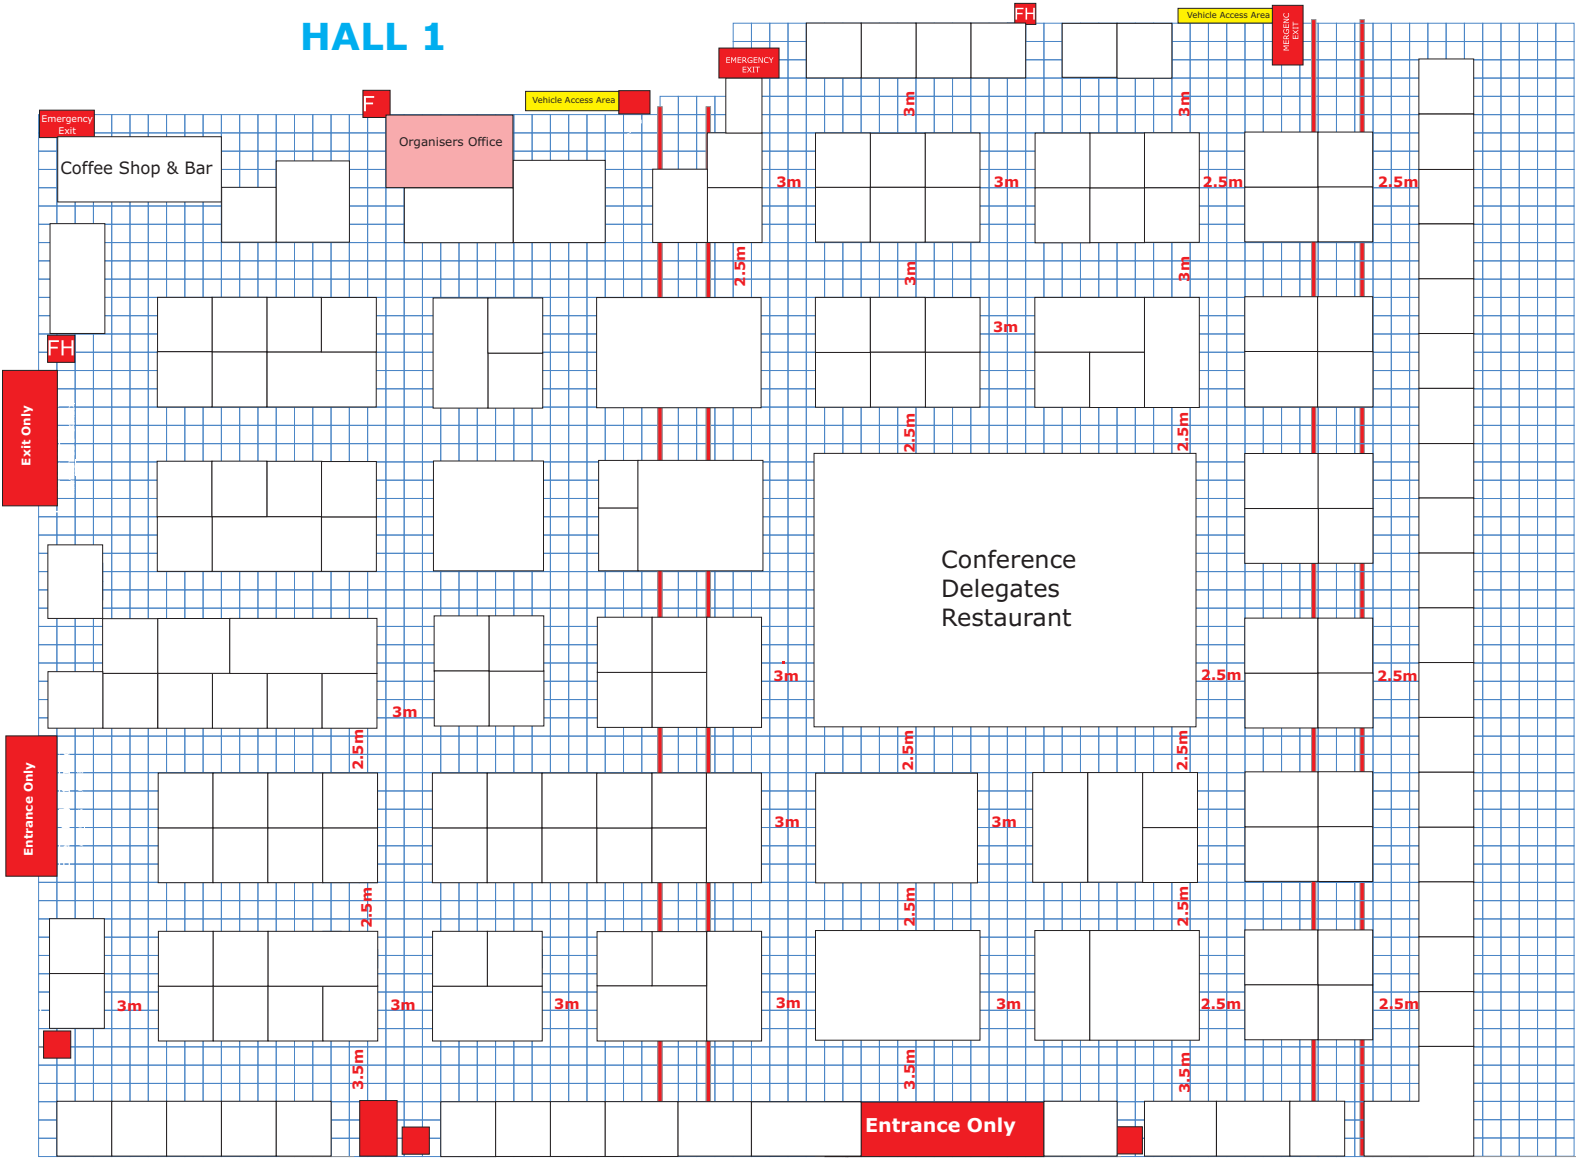 HALL 1
FH
Vehicle Access Area
MERGENC
EXIT
EMERGENCY
EXIT
F
Vehicle Access Area
Emergency
Exit
Organisers Office
Coffee Shop & Bar
3m
3m
3m
3m
2.5m
2.5m
2.5m
3m
3m
3m
FH
Exit Only
2.5m
2.5m
Conference
Delegates
Restaurant
3m
2.5m
2.5m
3m
2.5m
2.5m
2.5m
Entrance Only
3m
3m
2.5m
2.5m
2.5m
3m
3m
3m
3m
3m
2.5m
2.5m
3.5m
3.5m
3.5m
Entrance Only